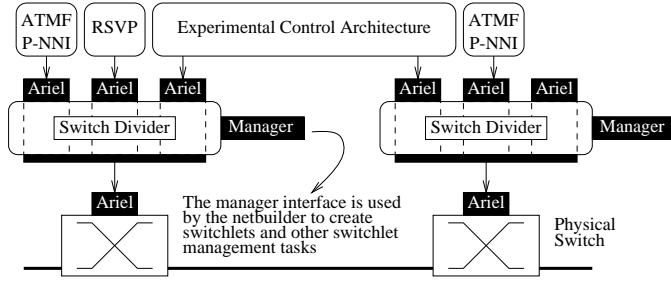 ATMF
P-NNI
RSVP
Experimental Control Architecture
ATMF
P-NNI
Ariel
Ariel
Ariel
Ariel
Ariel
Ariel
Switch Divider
Manager
Switch Divider
Manager
Ariel
The manager interface is used
by the netbuilder to create
switchlets and other switchlet
management tasks
Ariel
Physical
Switch